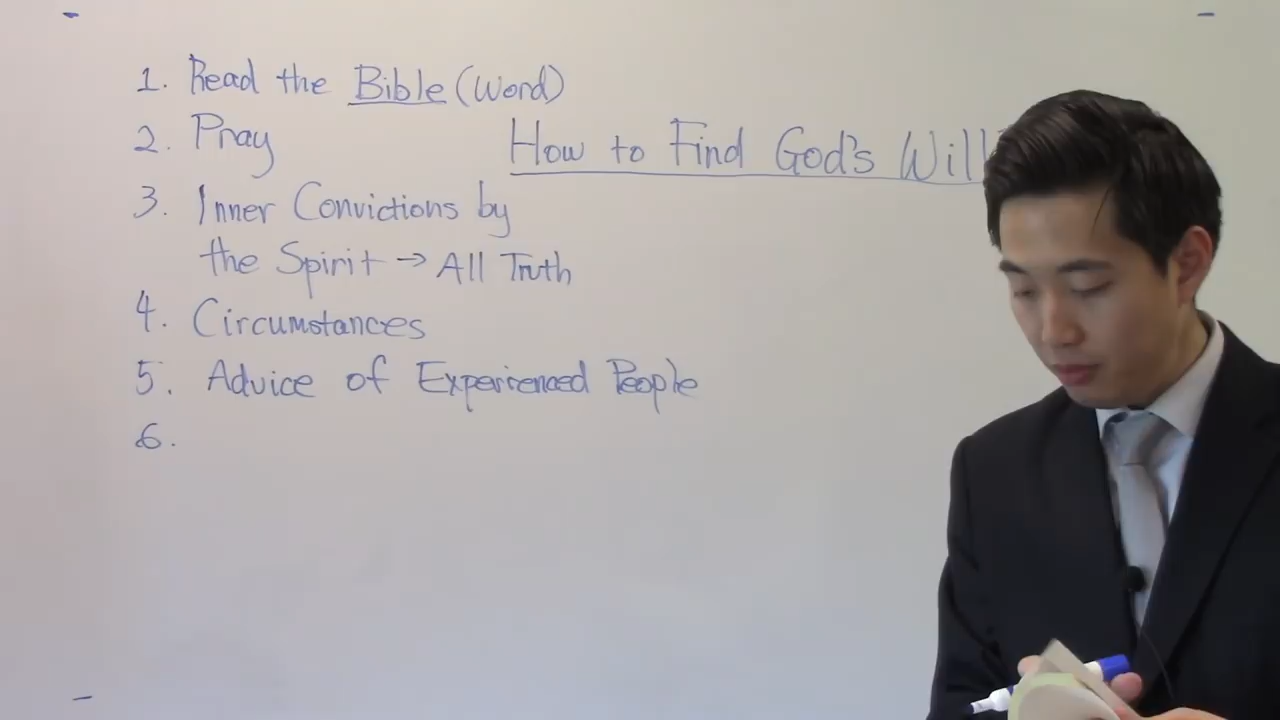 1. Read the Bible (Word)
2. Pray
How to Find God's Will
3. Inner Convictions by
the Spirit → All Truth
4. Circumstances
5. Advice of Experienced People
6.